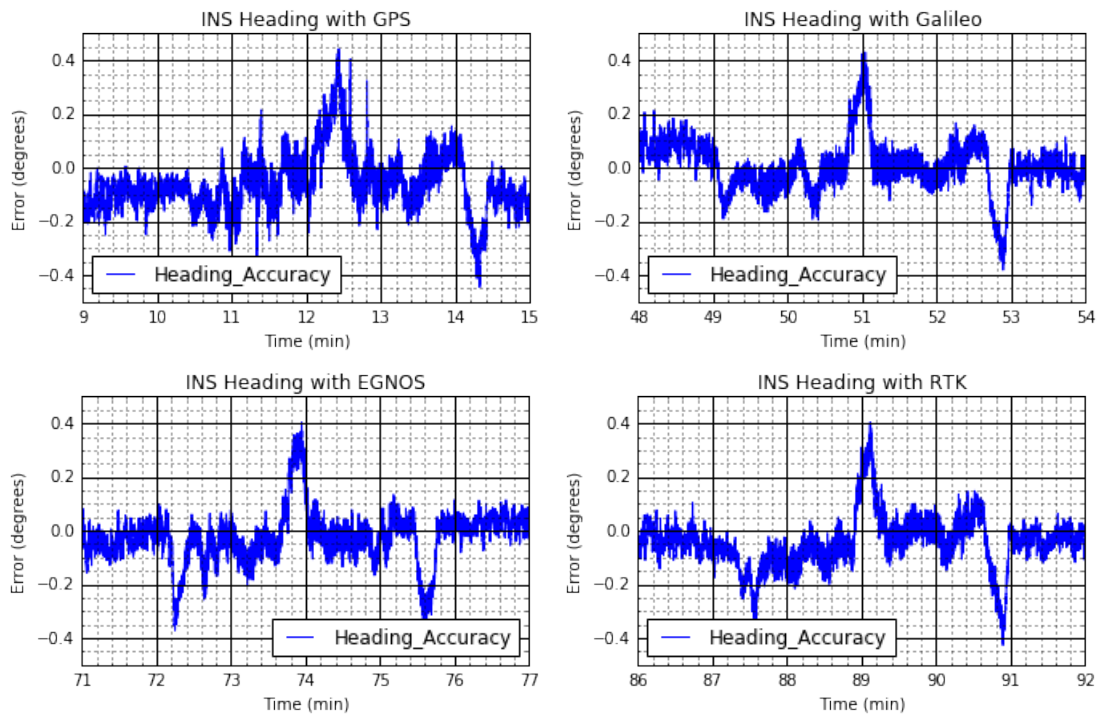 INS Heading with GPS
Error (degrees)
0.4
0.2
0.0
−0.2
−0.4
Heading_Accuracy
9 10 11 12 13 14 15
Time (min)
INS Heading with Galileo
Error (degrees)
0.4
0.2
0.0
−0.2
−0.4
Heading_Accuracy
48 49 50 51 52 53 54
Time (min)
INS Heading with EGNOS
Error (degrees)
0.4
0.2
0.0
−0.2
−0.4
Heading_Accuracy
71 72 73 74 75 76 77
Time (min)
INS Heading with RTK
Error (degrees)
0.4
0.2
0.0
−0.2
−0.4
Heading_Accuracy
86 87 88 89 90 91 92
Time (min)